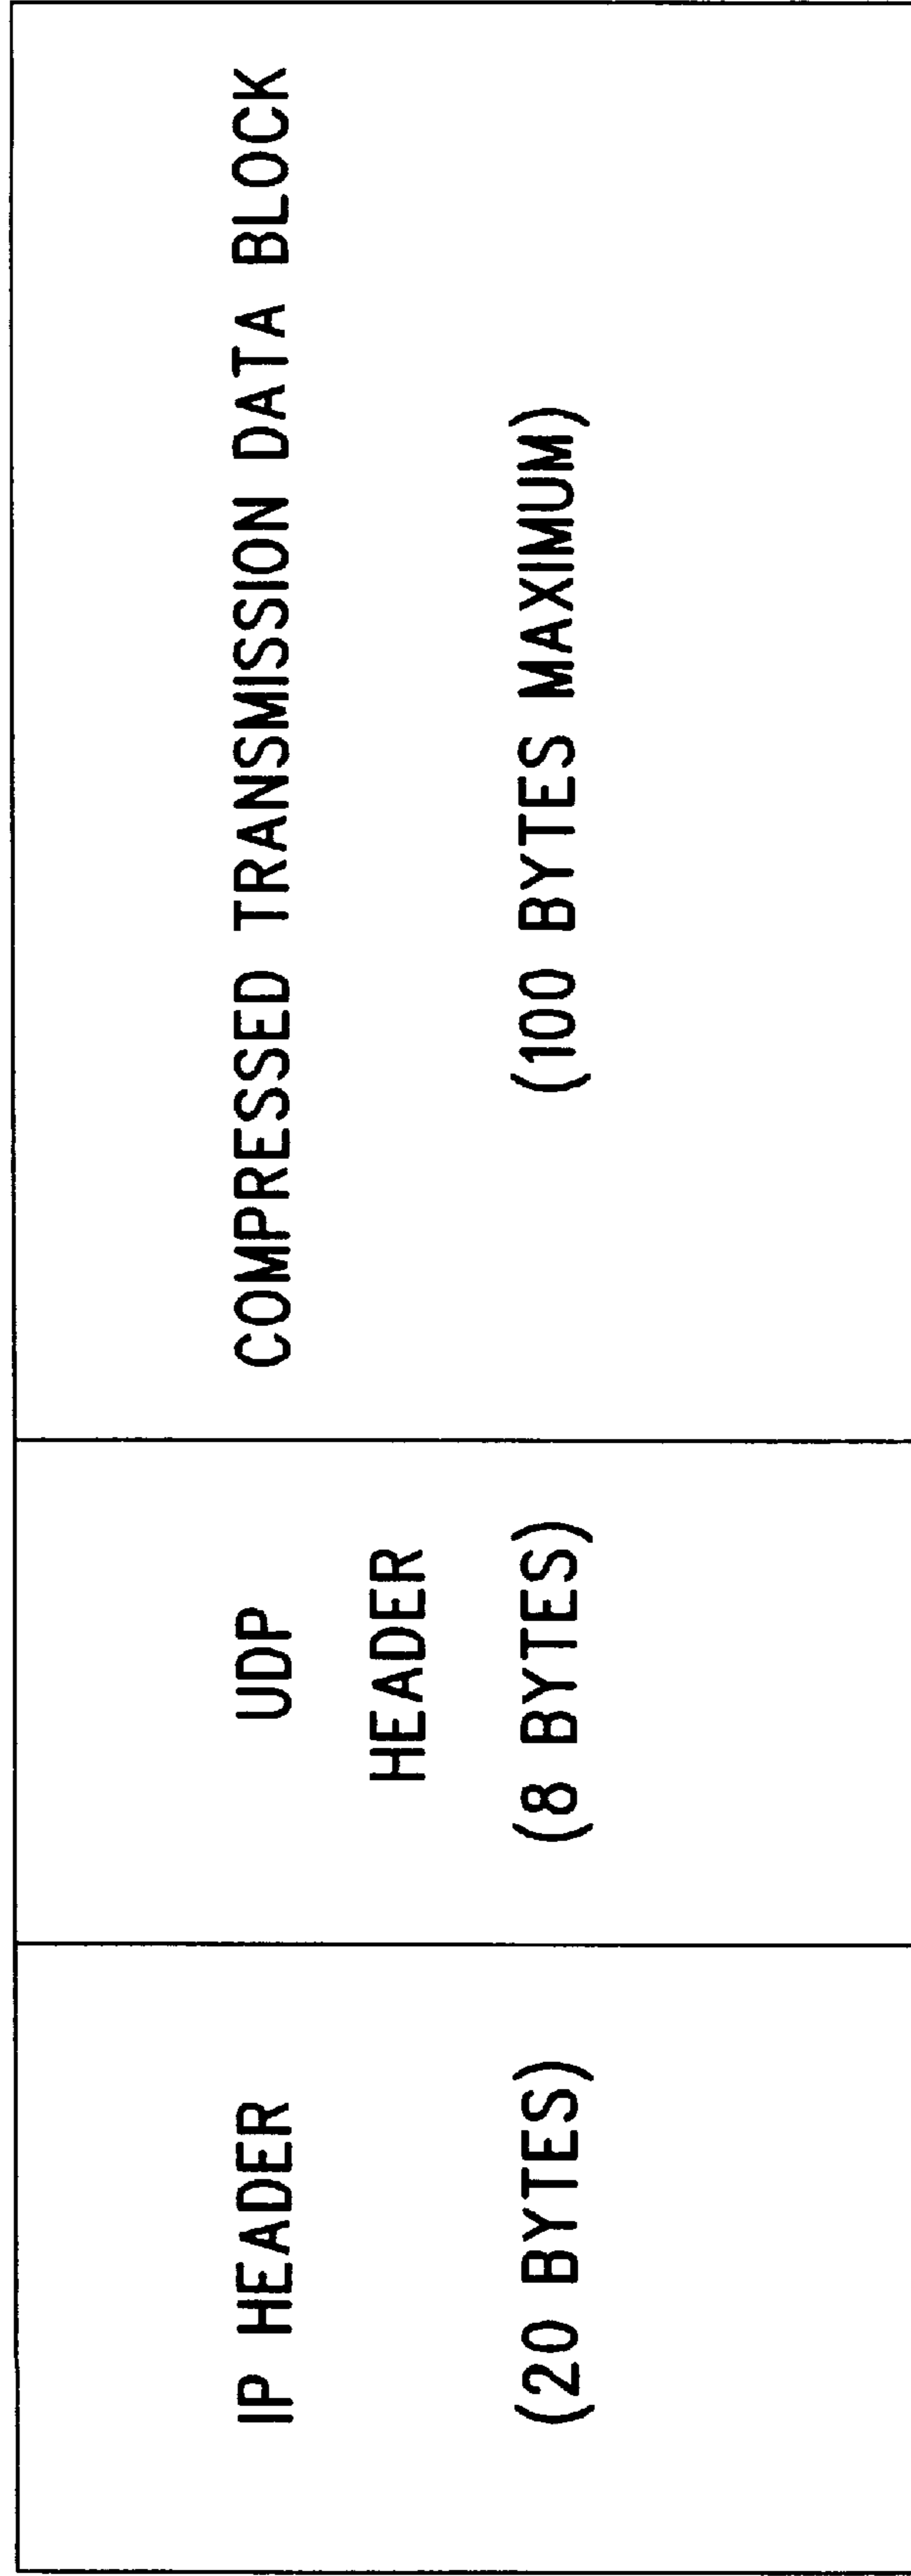 IP HEADER
(20 BYTES)
UDP
HEADER
(8 BYTES)
COMPRESSED TRANSMISSION DATA BLOCK
(100 BYTES MAXIMUM)